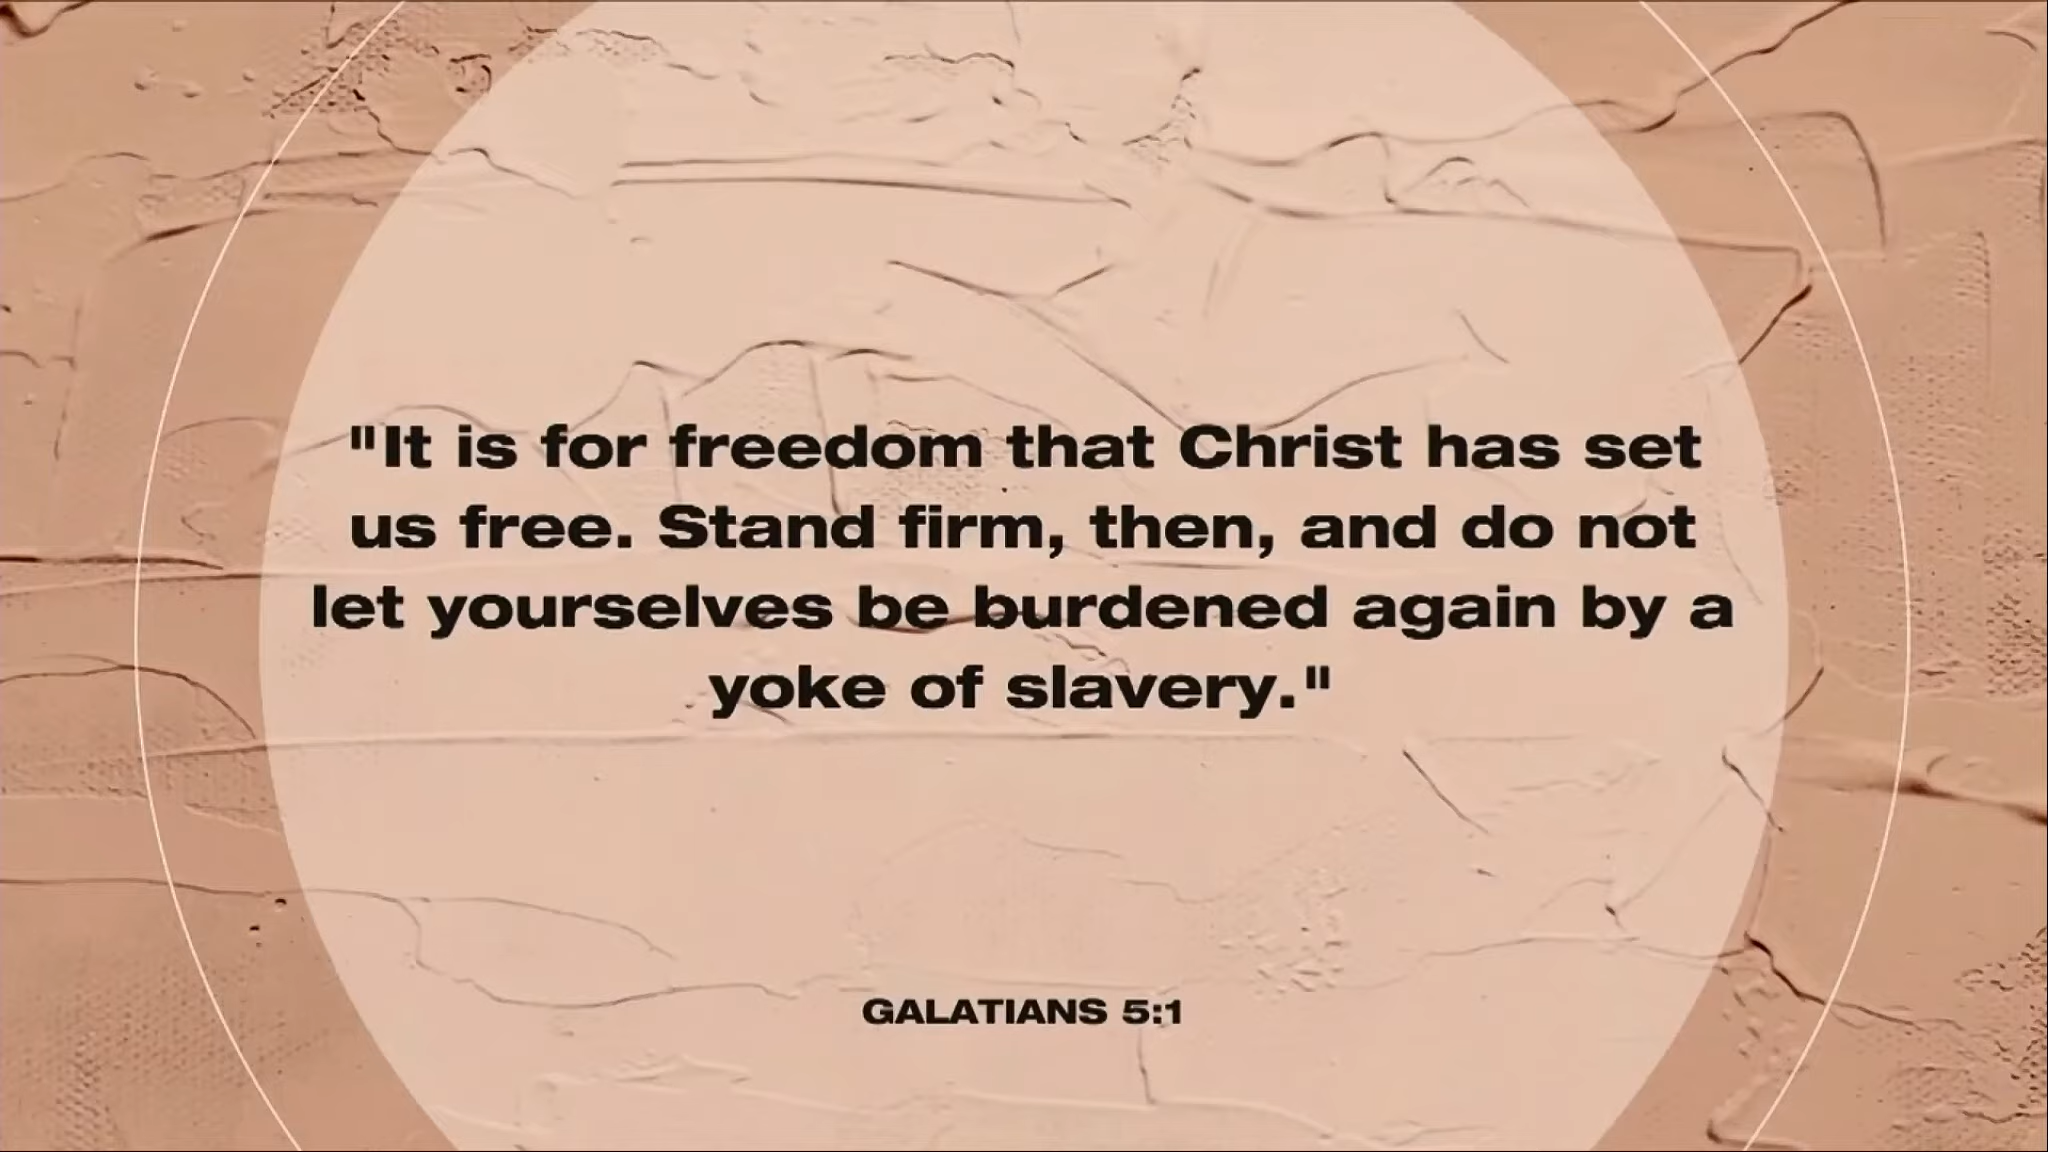 "It is for freedom that Christ has set
us free. Stand firm, then, and do not
let yourselves be burdened again by a
yoke of slavery."
GALATIANS 5:1